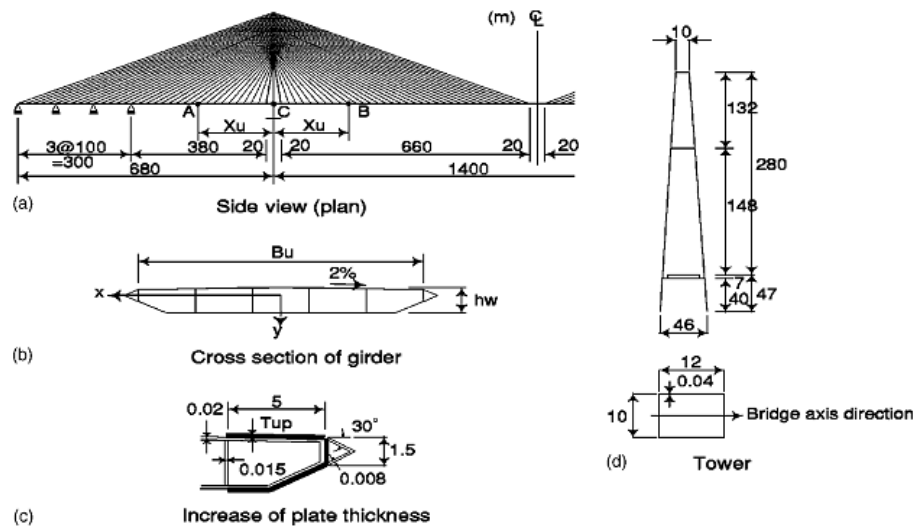 (m) ℄
10
A C B
Xu Xu
3@100 380 20 20 660 20
=300
680 1400
(a) Side view (plan)
132
280
148
7
40 47
46
Bu
2%
x hw
y
(b) Cross section of girder
12
0.04
10 Bridge axis direction
(d) Tower
5
0.02 Tup 30°
1.5
0.015 0.008
(c) Increase of plate thickness